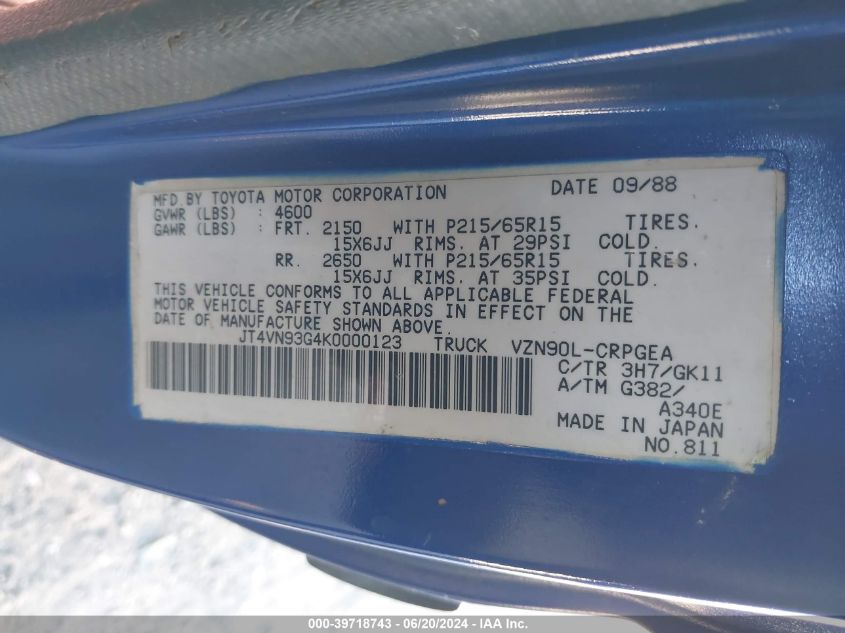 MFD.BY TOYOTA MOTOR CORPORATION DATE 09/88
GVWR (LBS) : 4600
GAWR (LBS) : FRT. 2150 WITH P215/65R15 TIRES.
15X6JJ RIMS. AT 29PSI COLD.
RR. 2650 WITH P215/65R15 TIRES.
15X6JJ RIMS. AT 35PSI COLD.
THIS VEHICLE CONFORMS TO ALL APPLICABLE FEDERAL
MOTOR VEHICLE SAFETY STANDARDS IN EFFECT ON THE
DATE OF MANUFACTURE SHOWN ABOVE.
JT4VN93G4K0000123 TRUCK VZN90L-CRPGEA
C/TR 3H7/GK11
A/TM G382/
A340E
MADE IN JAPAN
NO.811
000-39718743 - 06/20/2024 - IAA Inc.